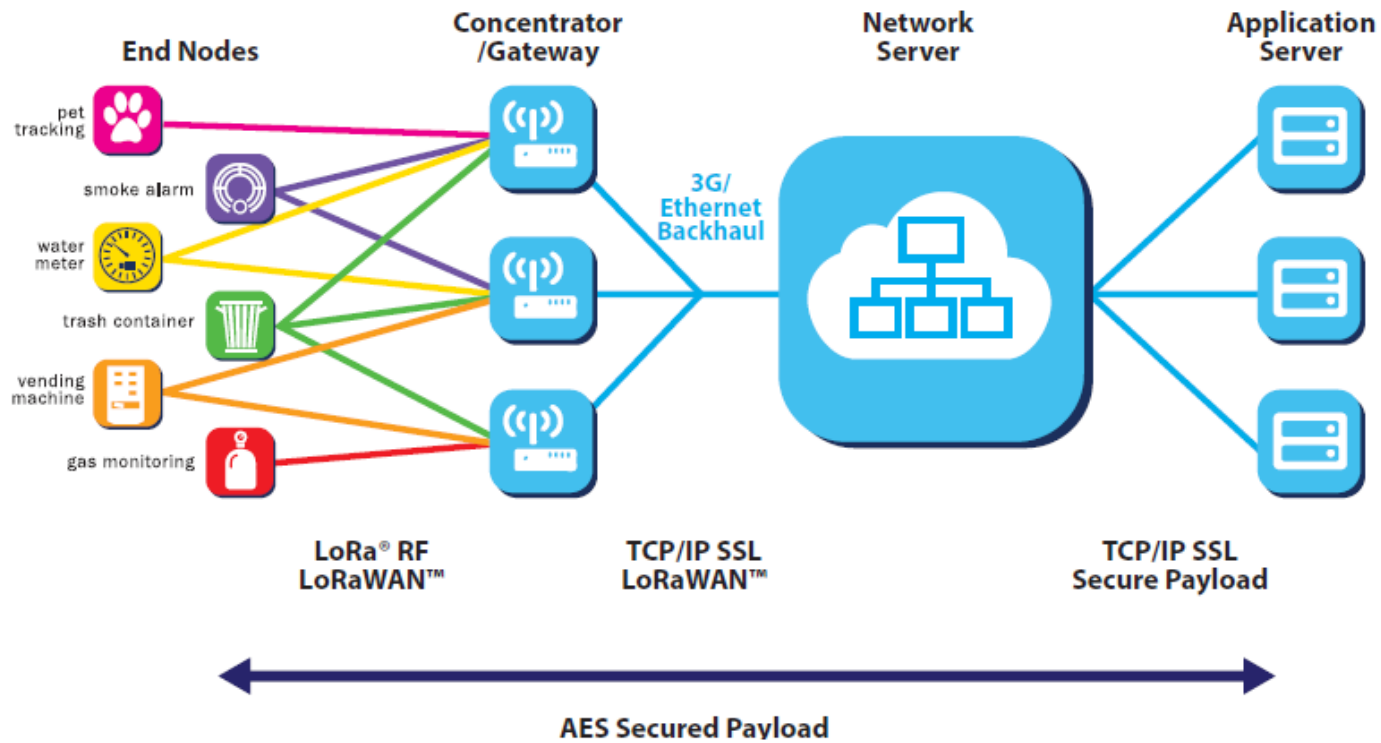 End Nodes
Concentrator
/Gateway
Network
Server
Application
Server
pet
tracking
smoke alarm
water
meter
trash container
vending
machine
gas monitoring
3G/
Ethernet
Backhaul
LoRa® RF
LoRaWAN™
TCP/IP SSL
LoRaWAN™
TCP/IP SSL
Secure Payload
AES Secured Payload